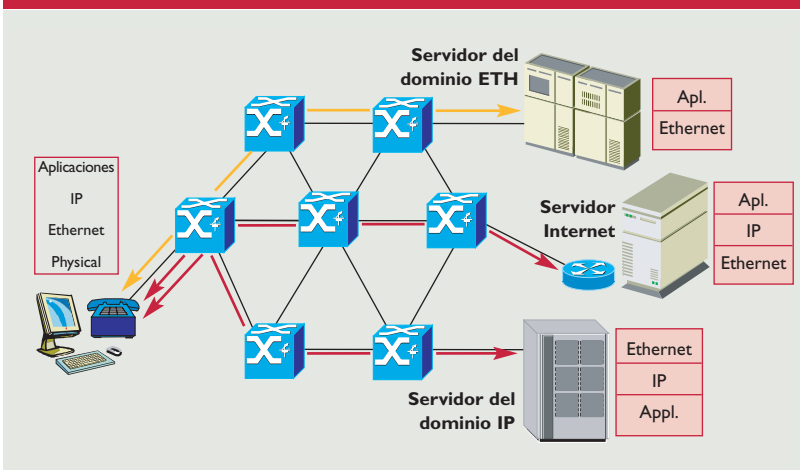 Servidor del
dominio ETH
Apl.
Ethernet
Aplicaciones
IP
Ethernet
Physical
Servidor
Internet
Apl.
IP
Ethernet
Servidor del
dominio IP
Ethernet
IP
Appl.